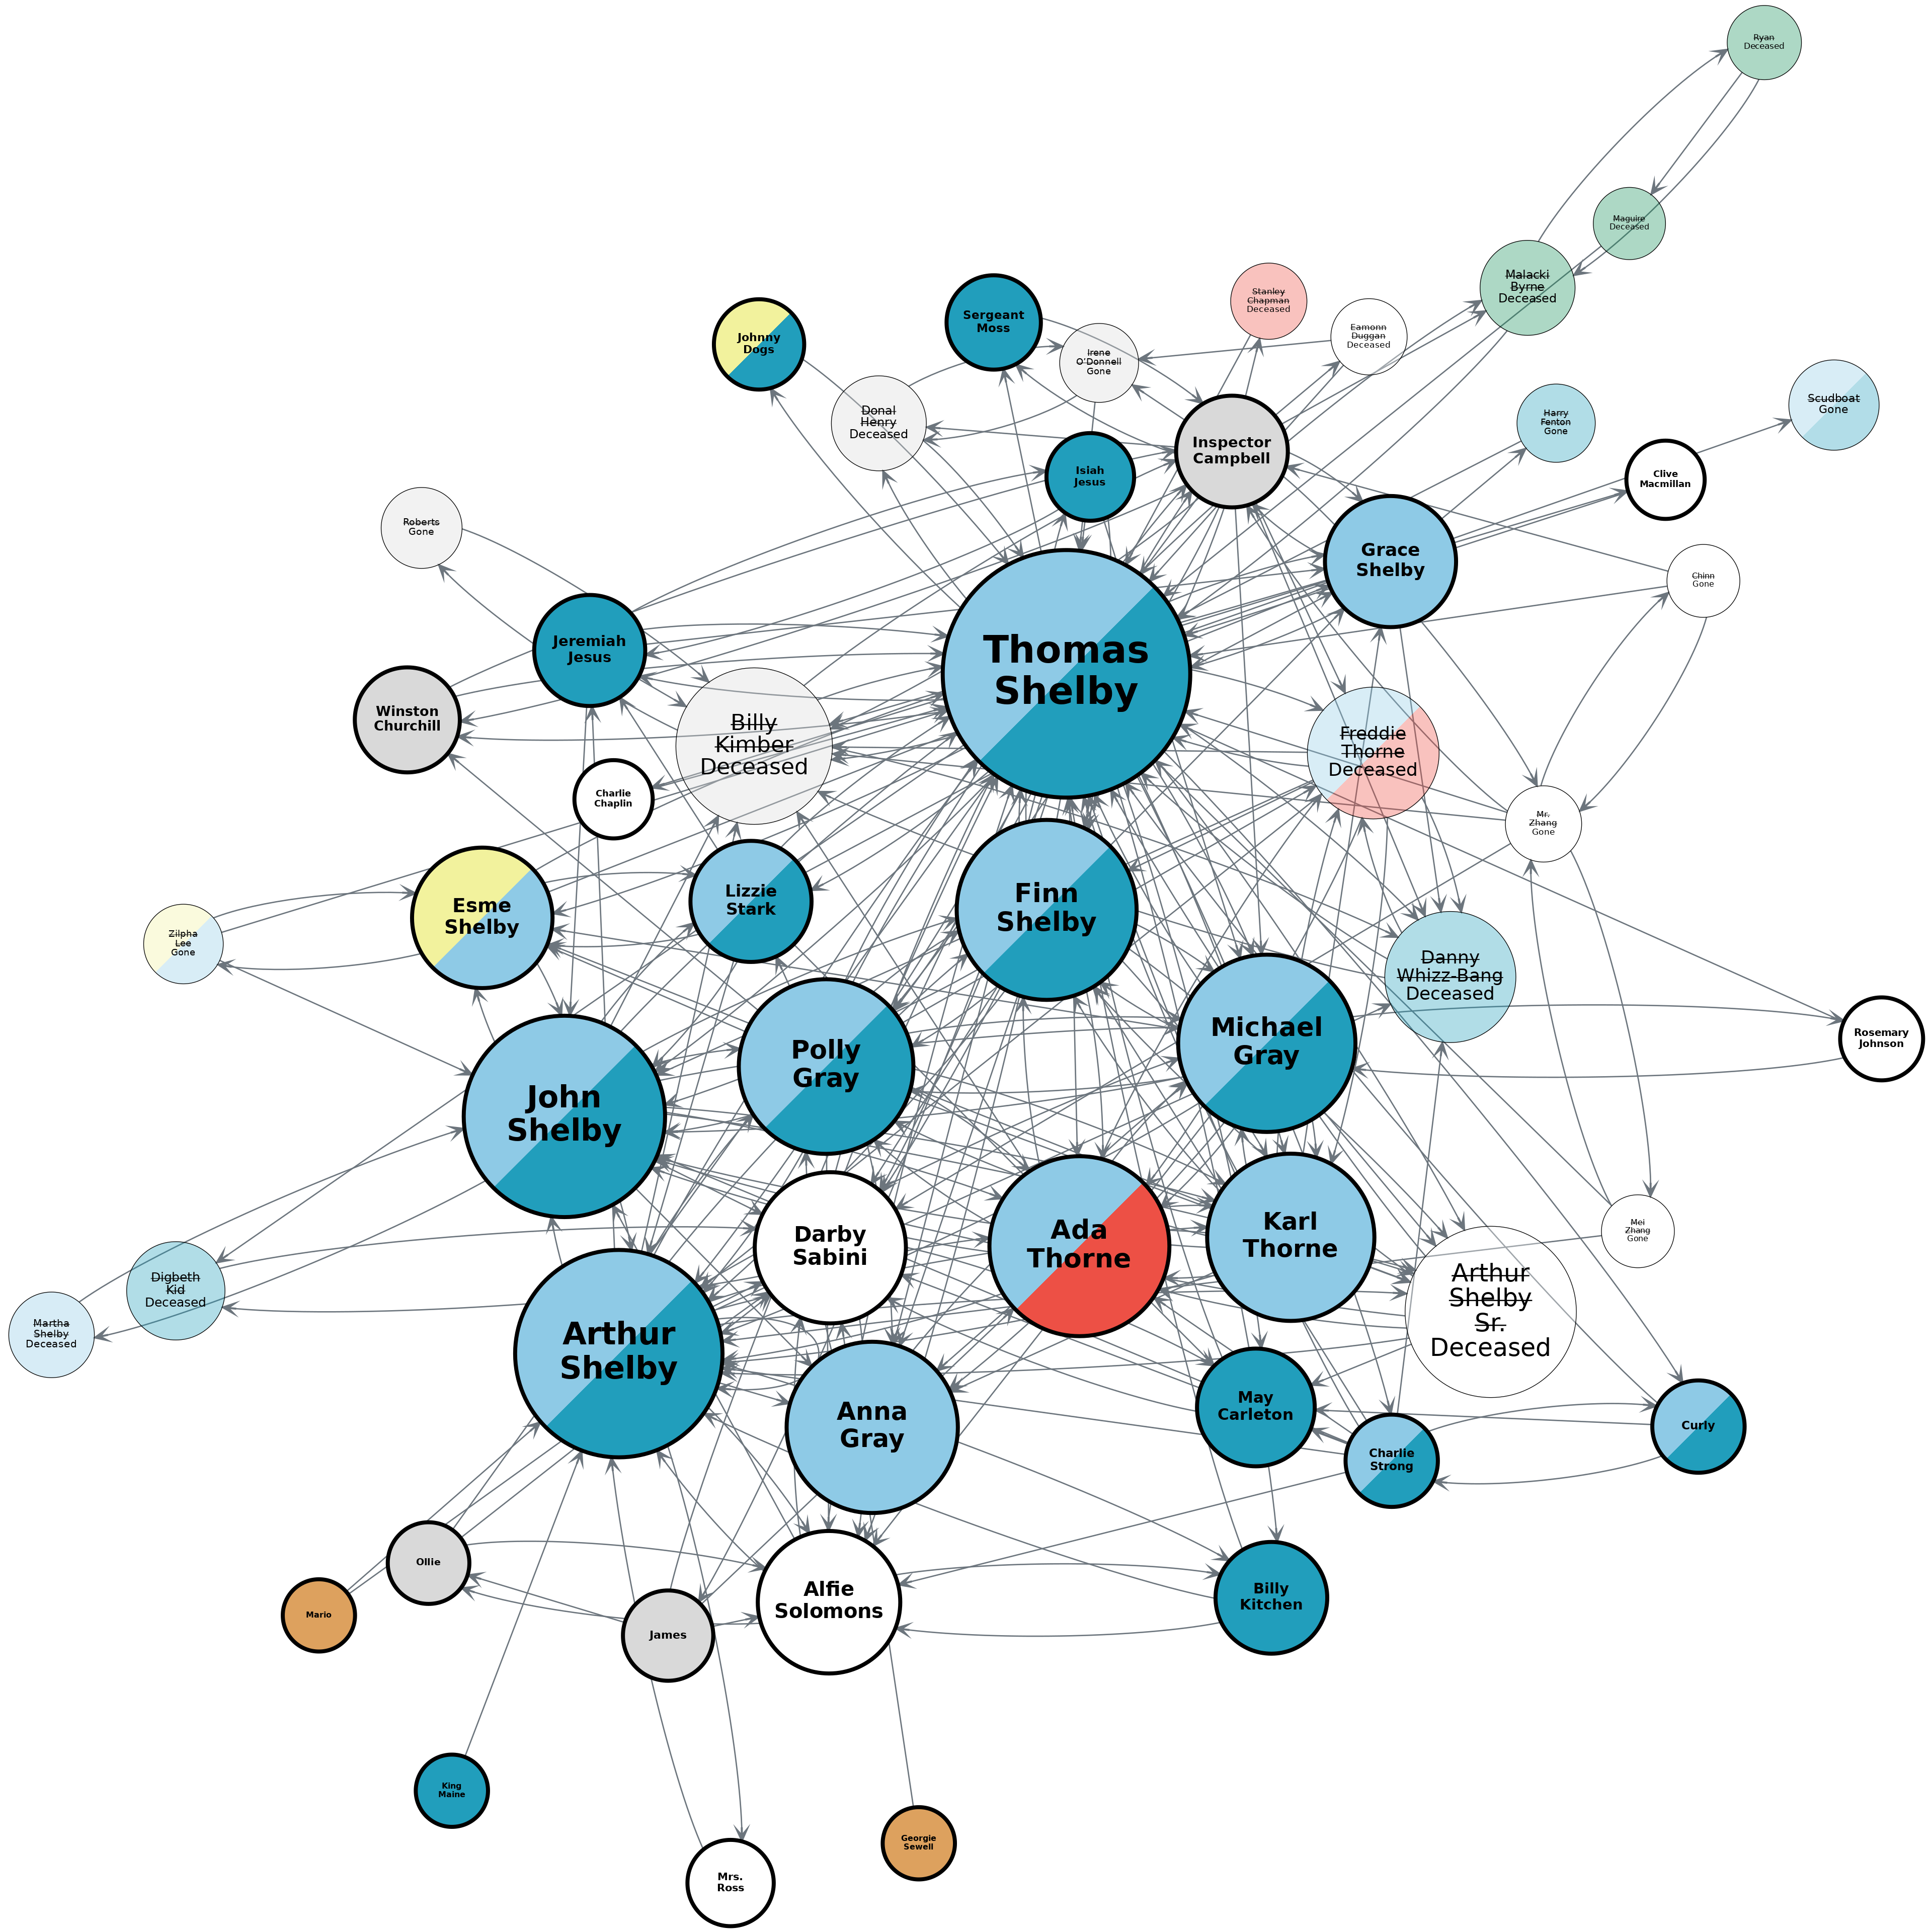 Ryan
Deceased
Maguire
Deceased
Malacki
Byrne
Deceased
Stanley
Chapman
Deceased
Sergeant
Moss
Eamonn
Duggan
Deceased
Johnny
Dogs
Irene
O'Donnell
Gone
Scudboat
Gone
Donal
Henry
Deceased
Harry
Fenton
Gone
Inspector
Campbell
Isiah
Jesus
Clive
Macmillan
Roberts
Gone
Grace
Shelby
Chinn
Gone
Jeremiah
Jesus
Thomas
Shelby
Winston
Churchill
Billy
Kimber
Deceased
Freddie
Thorne
Deceased
Charlie
Chaplin
Mr.
Zhang
Gone
Lizzie
Stark
Finn
Shelby
Esme
Shelby
Zilpha
Lee
Gone
Danny
Whizz-Bang
Deceased
Michael
Gray
Rosemary
Johnson
Polly
Gray
John
Shelby
Mei
Zhang
Gone
Karl
Thorne
Ada
Thorne
Darby
Sabini
Digbeth
Kid
Deceased
Arthur
Shelby
Sr.
Deceased
Martha
Shelby
Deceased
Arthur
Shelby
May
Carleton
Anna
Gray
Curly
Charlie
Strong
Ollie
Billy
Kitchen
Alfie
Solomons
Mario
James
King
Maine
Georgie
Sewell
Mrs.
Ross